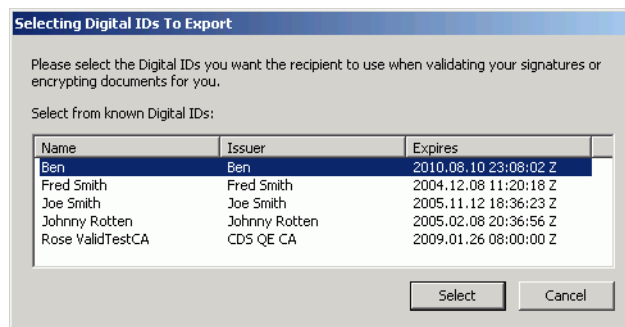 Selecting Digital IDs To Export
Please select the Digital IDs you want the recipient to use when validating your signatures or
encrypting documents for you.
Select from known Digital IDs:
Name Issuer Expires
Ben Ben 2010.08.10 23:08:02 Z
Fred Smith Fred Smith 2004.12.08 11:20:18 Z
Joe Smith Joe Smith 2005.11.12 18:36:23 Z
Johnny Rotten Johnny Rotten 2005.02.08 20:36:56 Z
Rose ValidTestCA CDS QE CA 2009.01.26 08:00:00 Z
Select Cancel